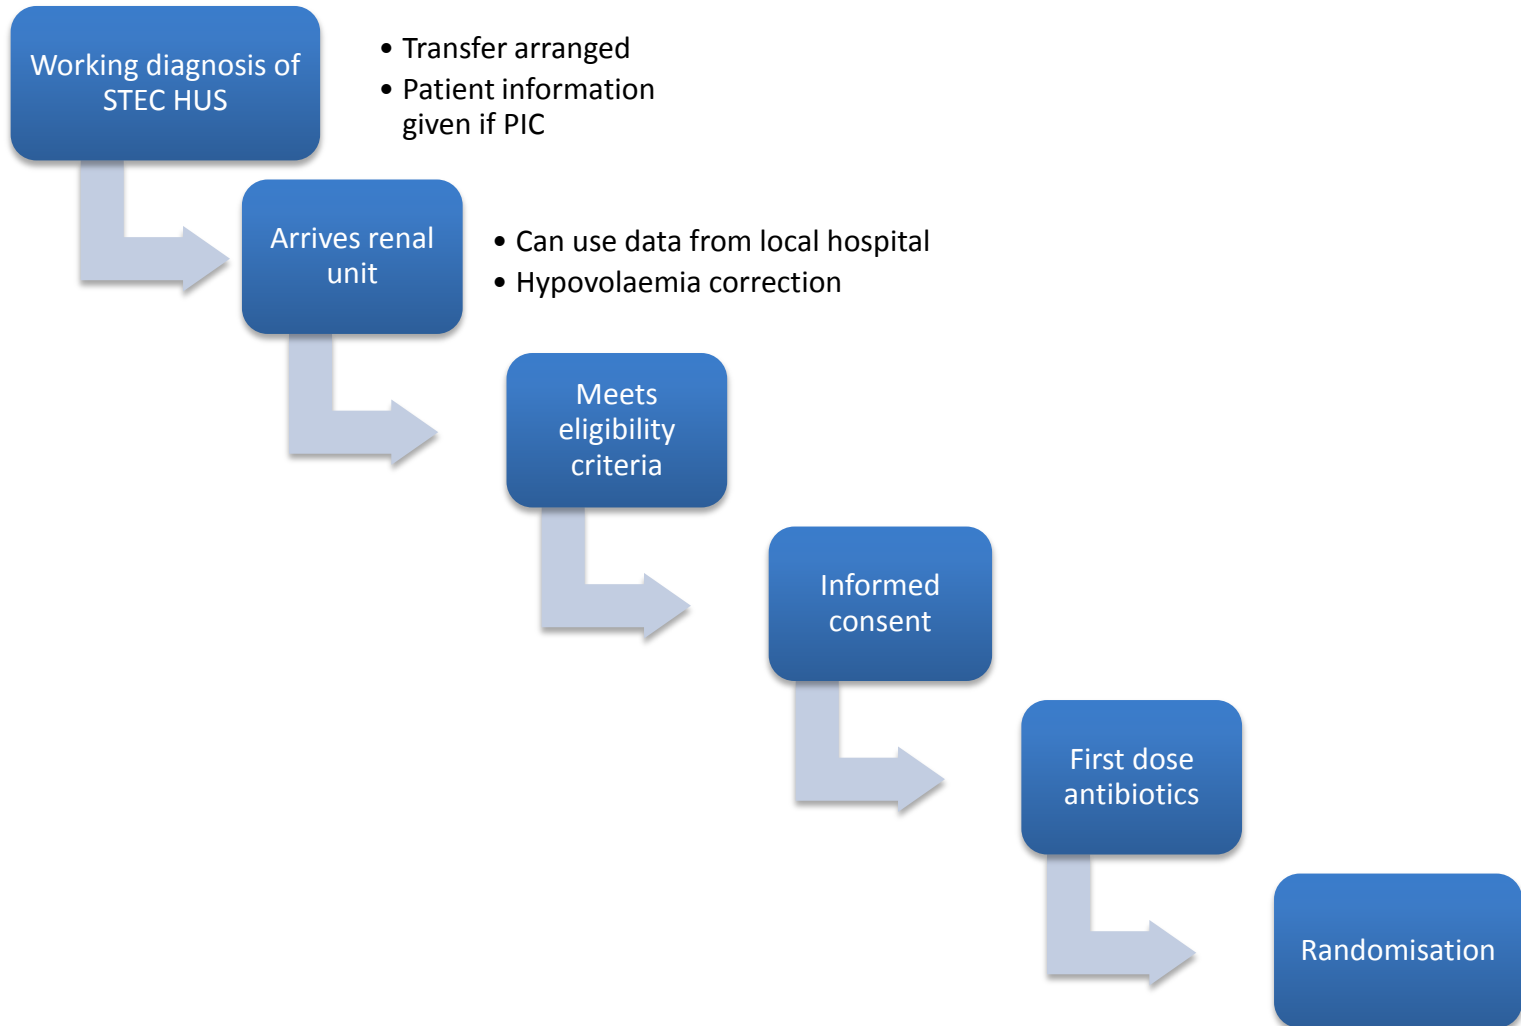 Working diagnosis of
STEC HUS
• Transfer arranged
• Patient information
given if PIC
Arrives renal
unit
• Can use data from local hospital
• Hypovolaemia correction
Meets
eligibility
criteria
Informed
consent
First dose
antibiotics
Randomisation